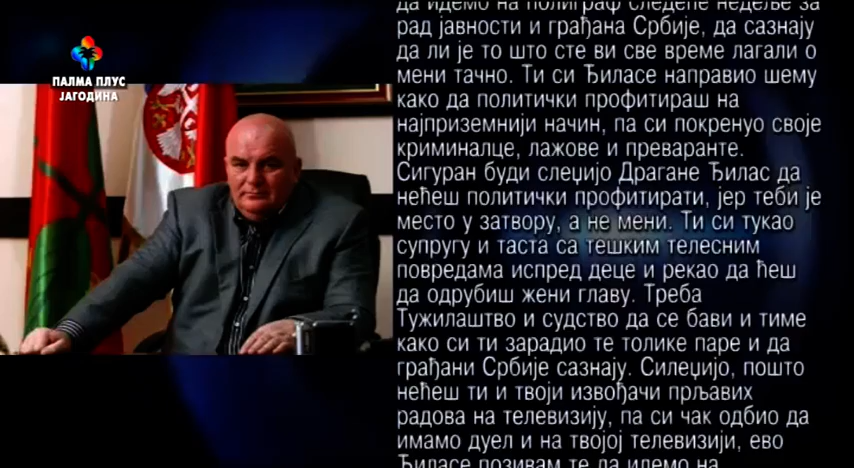 ПАЛМА ПЛУС
ЈАГОДИНА
да идемо на полиграф следеће недеље за
рад јавности и грађана Србије, да сазнају
да ли је то што сте ви све време лагали о
мени тачно. Ти си Ђиласе направио шему
како да политички профитираш на
најприземнији начин, па си покренуо своје
криминалце, лажове и преваранте.
Сигуран буди слеџијо Драгане Ђилас да
нећеш политички профитирати, јер теби је
место у затвору, а не мени. Ти си тукао
супругу и таста са тешким телесним
повредама испред деце и рекао да ћеш
да одрубиш жени главу. Треба
Тужилаштво и судство да се бави и тиме
како си ти зарадио те толике паре и да
грађани Србије сазнају. Силеџијо, пошто
нећеш ти и твоји извођачи прљавих
радова на телевизију, па си чак одбио да
имамо дуел и на твојој телевизији, ево
Ђиласе позивам те да идемо на